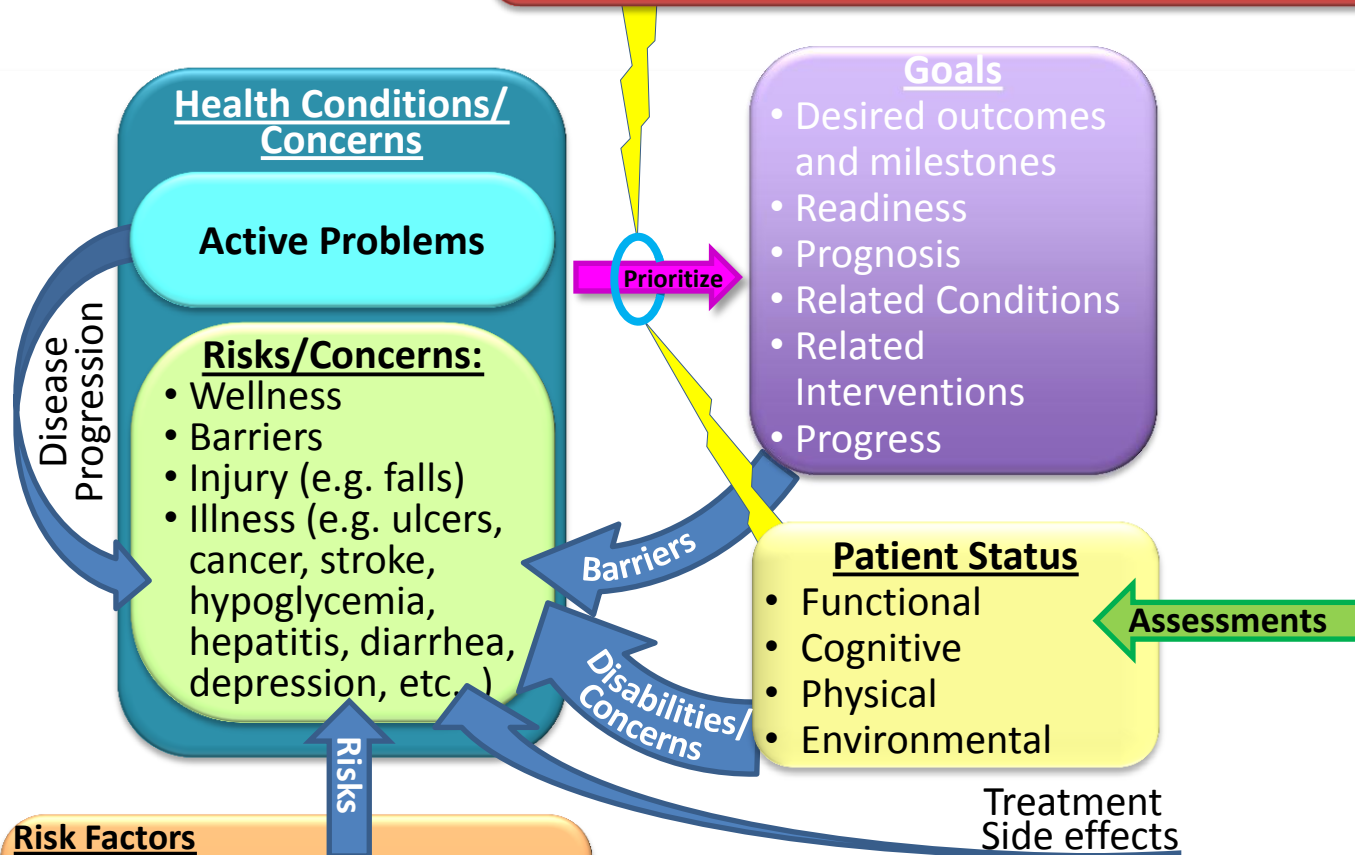 Health Conditions/
Concerns
Active Problems
Disease
Progression
Risks/Concerns:
• Wellness
• Barriers
• Injury (e.g. falls)
• Illness (e.g. ulcers,
cancer, stroke,
hypoglycemia,
hepatitis, diarrhea,
depression, etc. )
Prioritize
Goals
• Desired outcomes
and milestones
• Readiness
• Prognosis
• Related Conditions
• Related
Interventions
• Progress
Barriers
Patient Status
• Functional
• Cognitive
• Physical
• Environmental
Assessments
Disabilities/
Concerns
Risks
Treatment
Side effects
Risk Factors